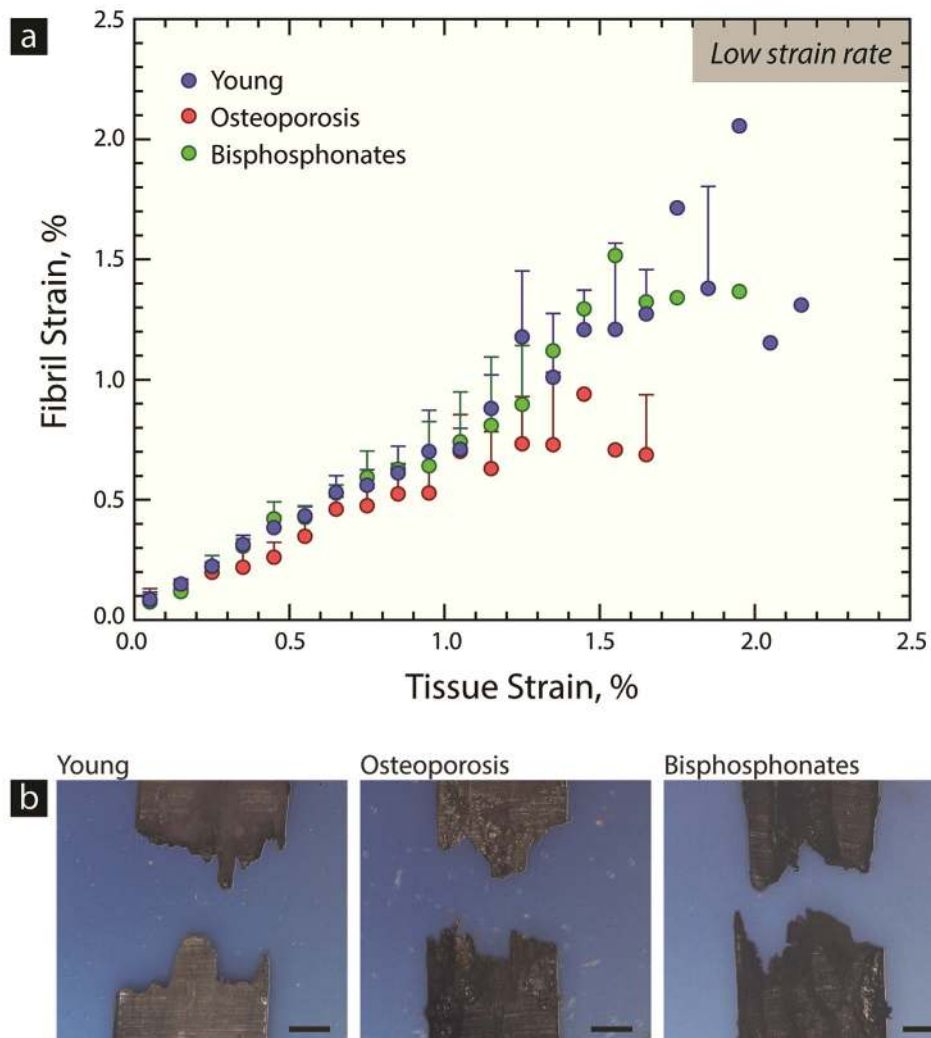 a
2.5
Low strain rate
Young
Osteoporosis
Bisphosphonates
2.0
1.5
1.0
0.5
0.0
Fibril Strain, %
0.0 0.5 1.0 1.5 2.0 2.5
Tissue Strain, %
b
Young Osteoporosis Bisphosphonates